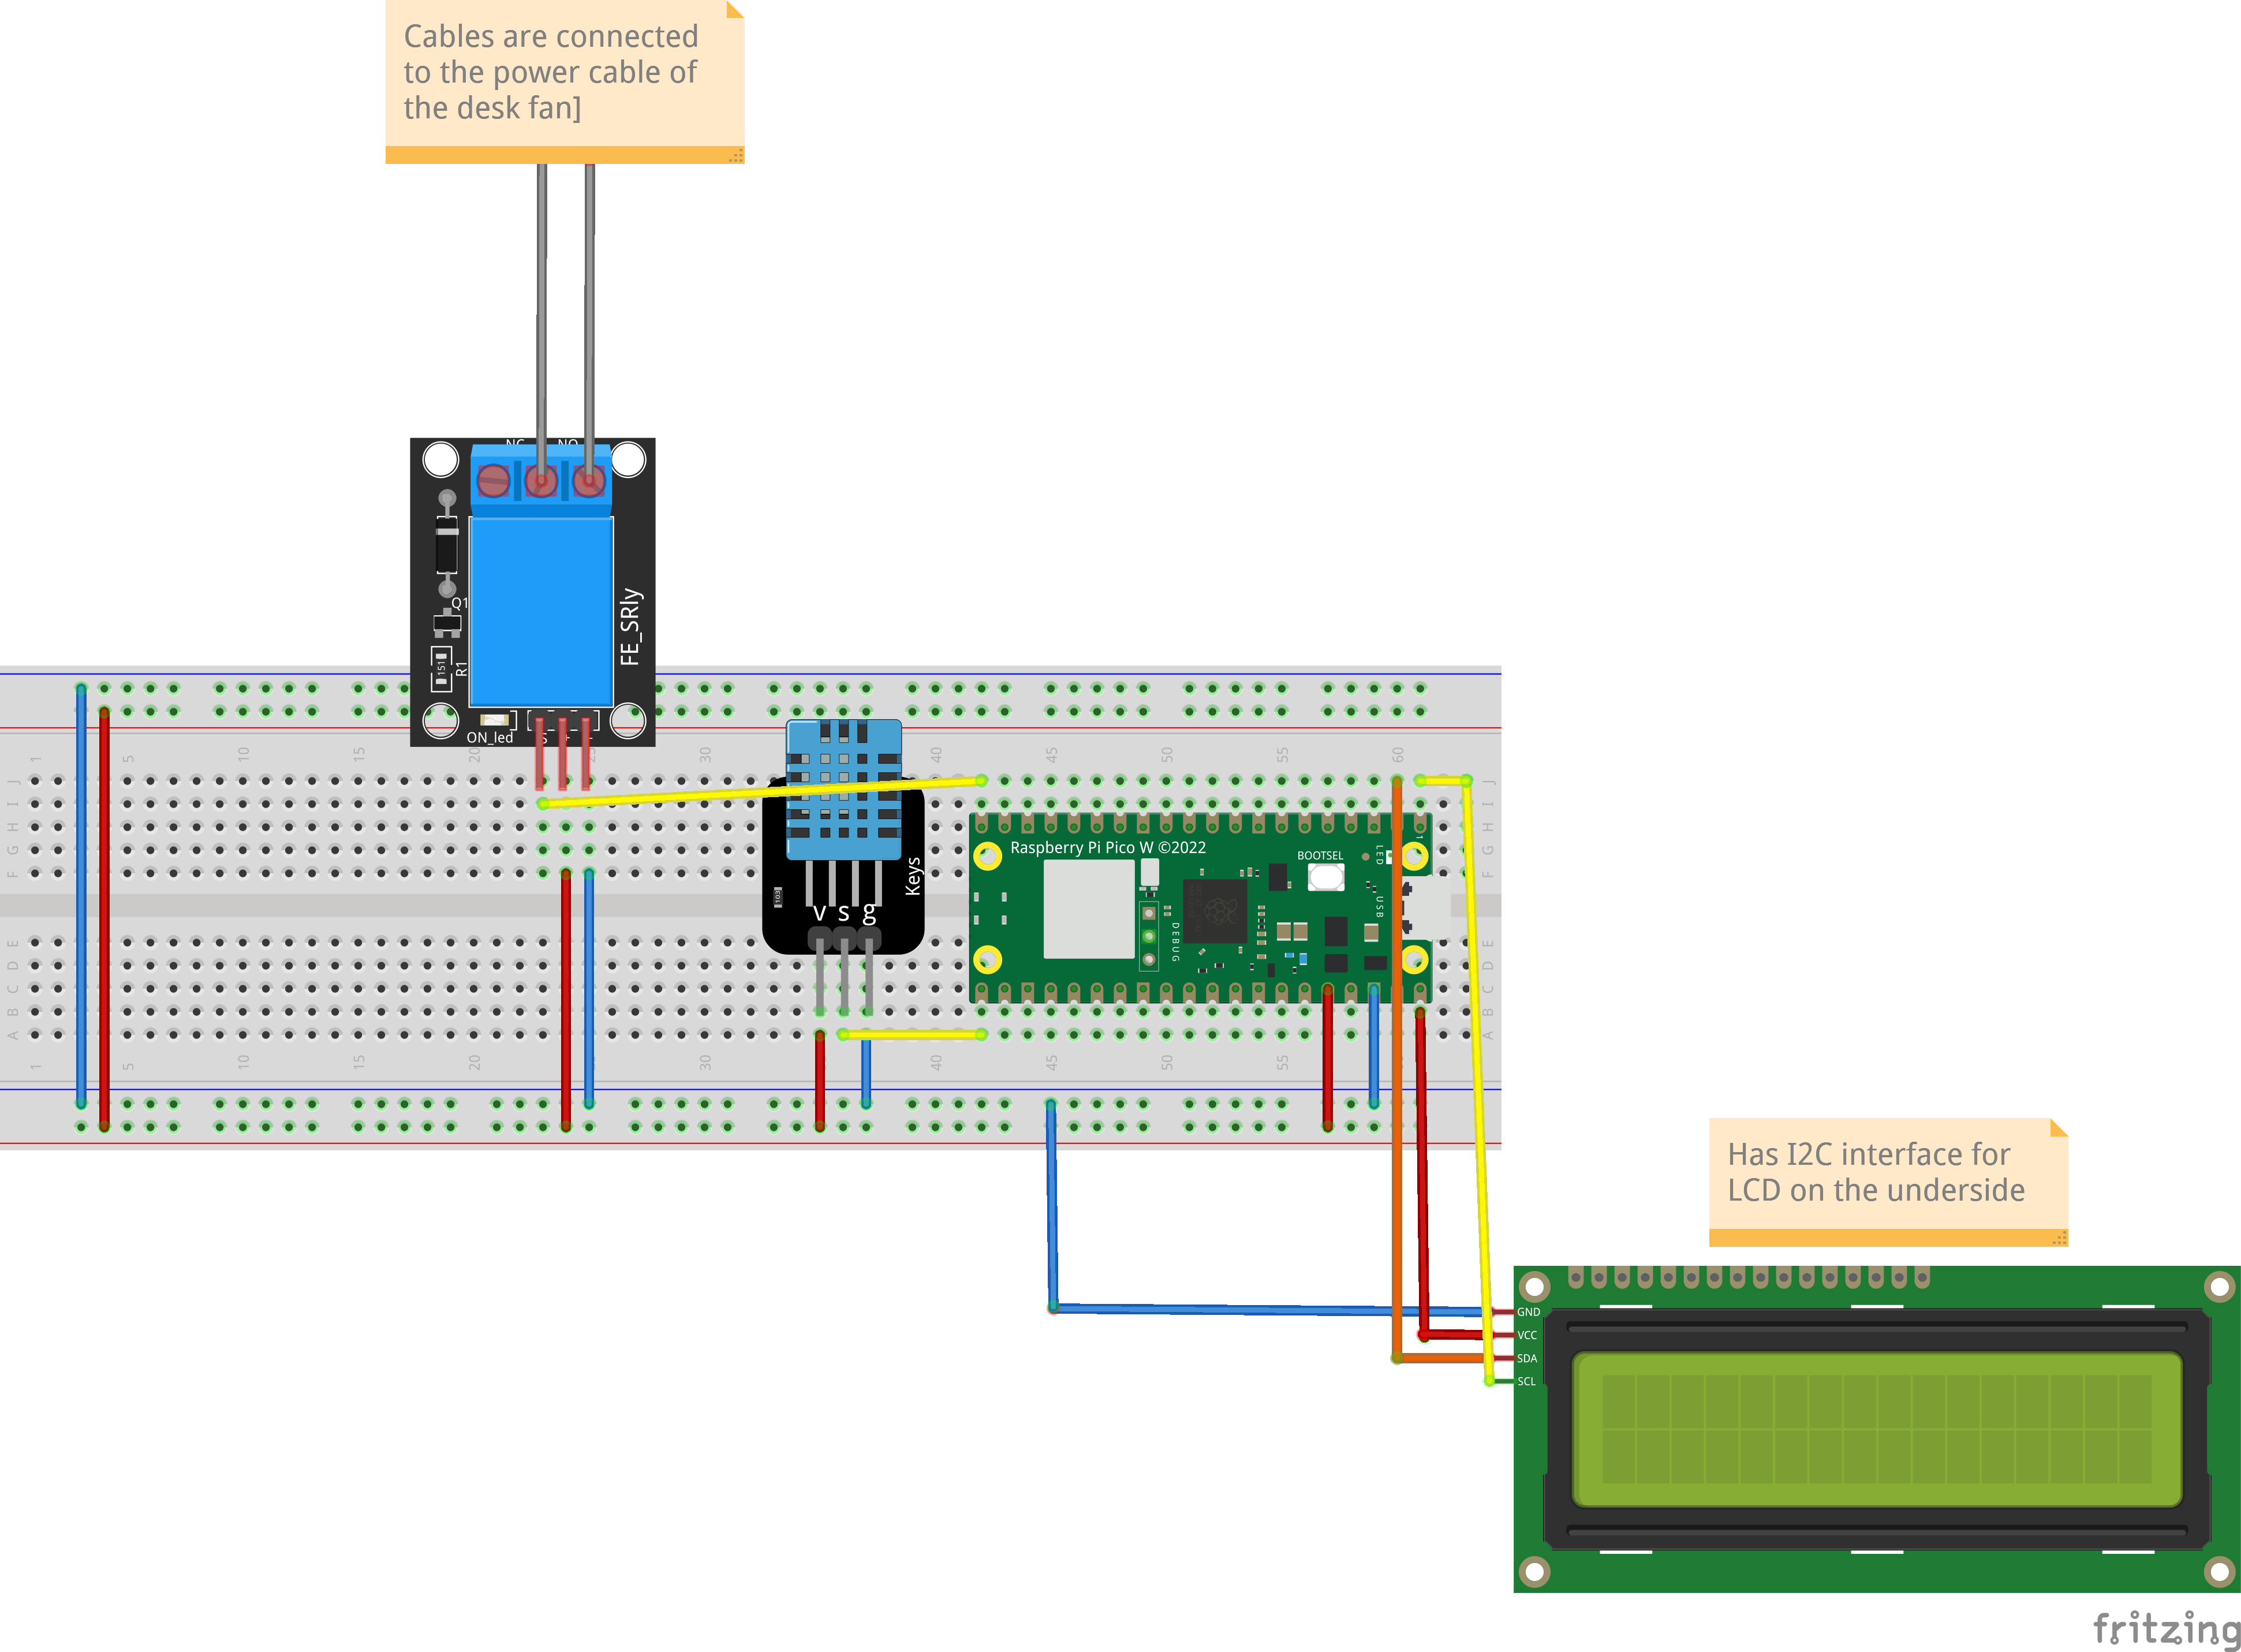 Cables are connected
to the power cable of
the desk fan]
NC NO
Q1
151
R1
FE_SRly
ON_led
S + -
1 5 10 15 20 25 30 40 45 50 55 60
J
I
H
G
F
E
D
C
B
A
J
I
H
G
F
E
D
C
B
A
Keys
103
v s g
Raspberry Pi Pico W ©2022
BOOTSEL
LED
1
USB
DEBUG
1 5 10 15 20 30 40 45 50 55
Has I2C interface for
LCD on the underside
GND
VCC
SDA
SCL
fritzing